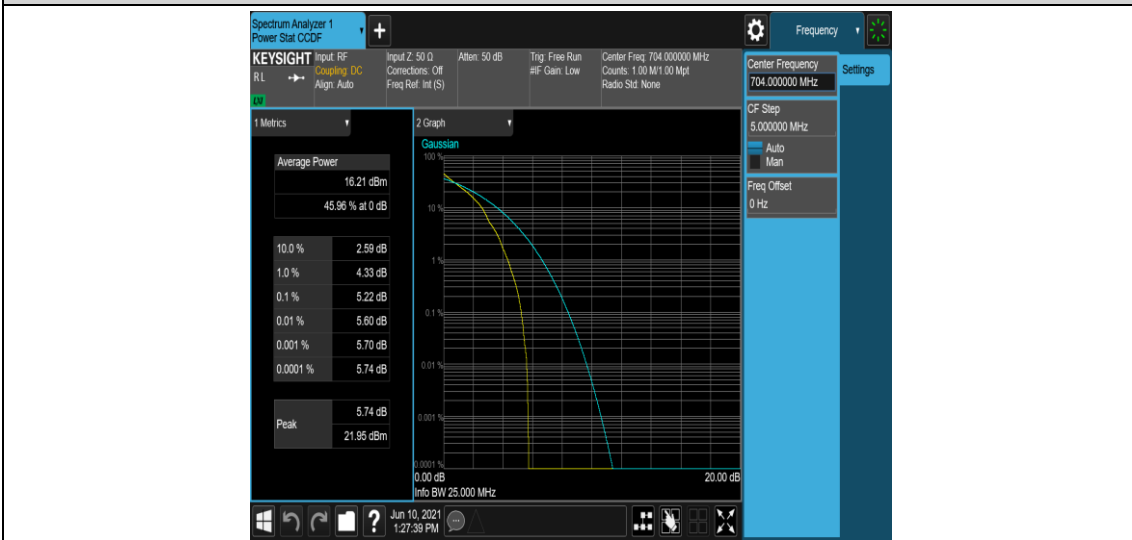 Spectrum Analyzer 1
Power Stat CCDF
+
Frequency
KEYSIGHT
RL
LXI
Input: RF
Coupling: DC
Align: Auto
Input Z: 50 Ω
Corrections: Off
Freq Ref: Int (S)
Atten: 50 dB
Trig: Free Run
#IF Gain: Low
Center Freq: 704.000000 MHz
Counts: 1.00 M/1.00 Mpt
Radio Std: None
Center Frequency
704.000000 MHz
Settings
CF Step
5.000000 MHz
Auto
Man
Freq Offset
0 Hz
1 Metrics
Average Power
16.21 dBm
45.96 % at 0 dB
10.0 % 2.59 dB
1.0 % 4.33 dB
0.1 % 5.22 dB
0.01 % 5.60 dB
0.001 % 5.70 dB
0.0001 % 5.74 dB
Peak
5.74 dB
21.95 dBm
2 Graph
Gaussian
100 %
10 %
1 %
0.1 %
0.01 %
0.001 %
0.0001 %
0.00 dB
20.00 dB
Info BW 25.000 MHz
?
Jun 10, 2021
1:27:39 PM